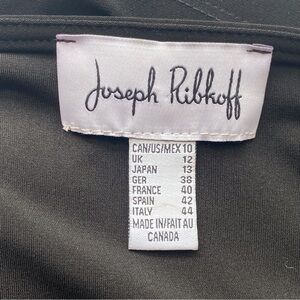 Joseph Ribkoff
CAN/US/MEX 10
UK 12
JAPAN 13
GER 38
FRANCE 40
SPAIN 42
ITALY 44
MADE IN/FAIT AU
CANADA